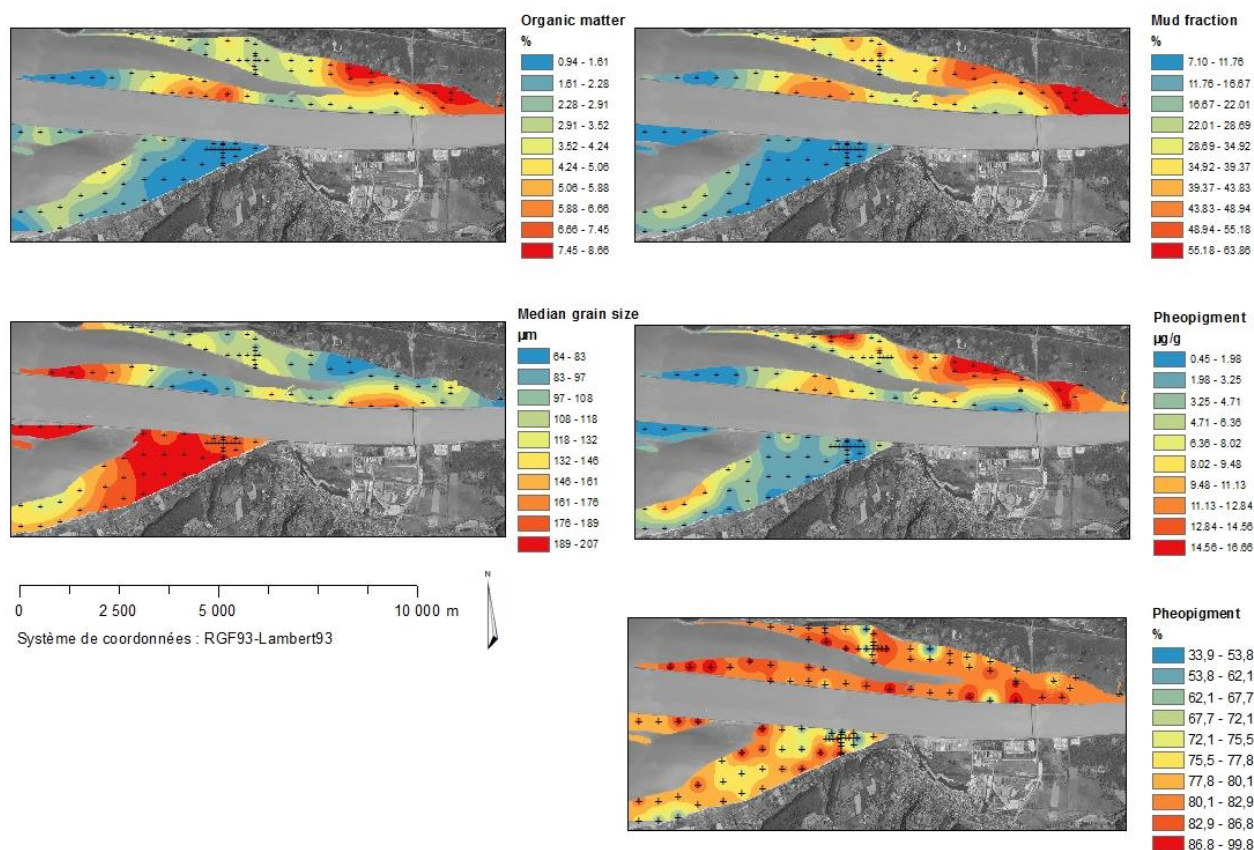 Organic matter
%
0.94 - 1.61
1.61 - 2.28
2.28 - 2.91
2.91 - 3.52
3.52 - 4.24
4.24 - 5.06
5.06 - 5.88
5.88 - 6.66
6.66 - 7.45
7.45 - 8.66
Mud fraction
%
7.10 - 11.76
11.76 - 16.67
16.67 - 22.01
22.01 - 28.69
28.69 - 34.92
34.92 - 39.37
39.37 - 43.83
43.83 - 48.94
48.94 - 55.18
55.18 - 63.86
Median grain size
µm
64 - 83
83 - 97
97 - 108
108 - 118
118 - 132
132 - 146
146 - 161
161 - 176
176 - 189
189 - 207
Pheopigment
µg/g
0.45 - 1.98
1.98 - 3.25
3.25 - 4.71
4.71 - 6.36
6.36 - 8.02
8.02 - 9.48
9.48 - 11.13
11.13 - 12.84
12.84 - 14.56
14.56 - 16.66
0 2 500 5 000 10 000 m
Système de coordonnées : RGF93-Lambert93
N
Pheopigment
%
33,9 - 53,8
53,8 - 62,1
62,1 - 67,7
67,7 - 72,1
72,1 - 75,5
75,5 - 77,8
77,8 - 80,1
80,1 - 82,9
82,9 - 86,8
86,8 - 99,8